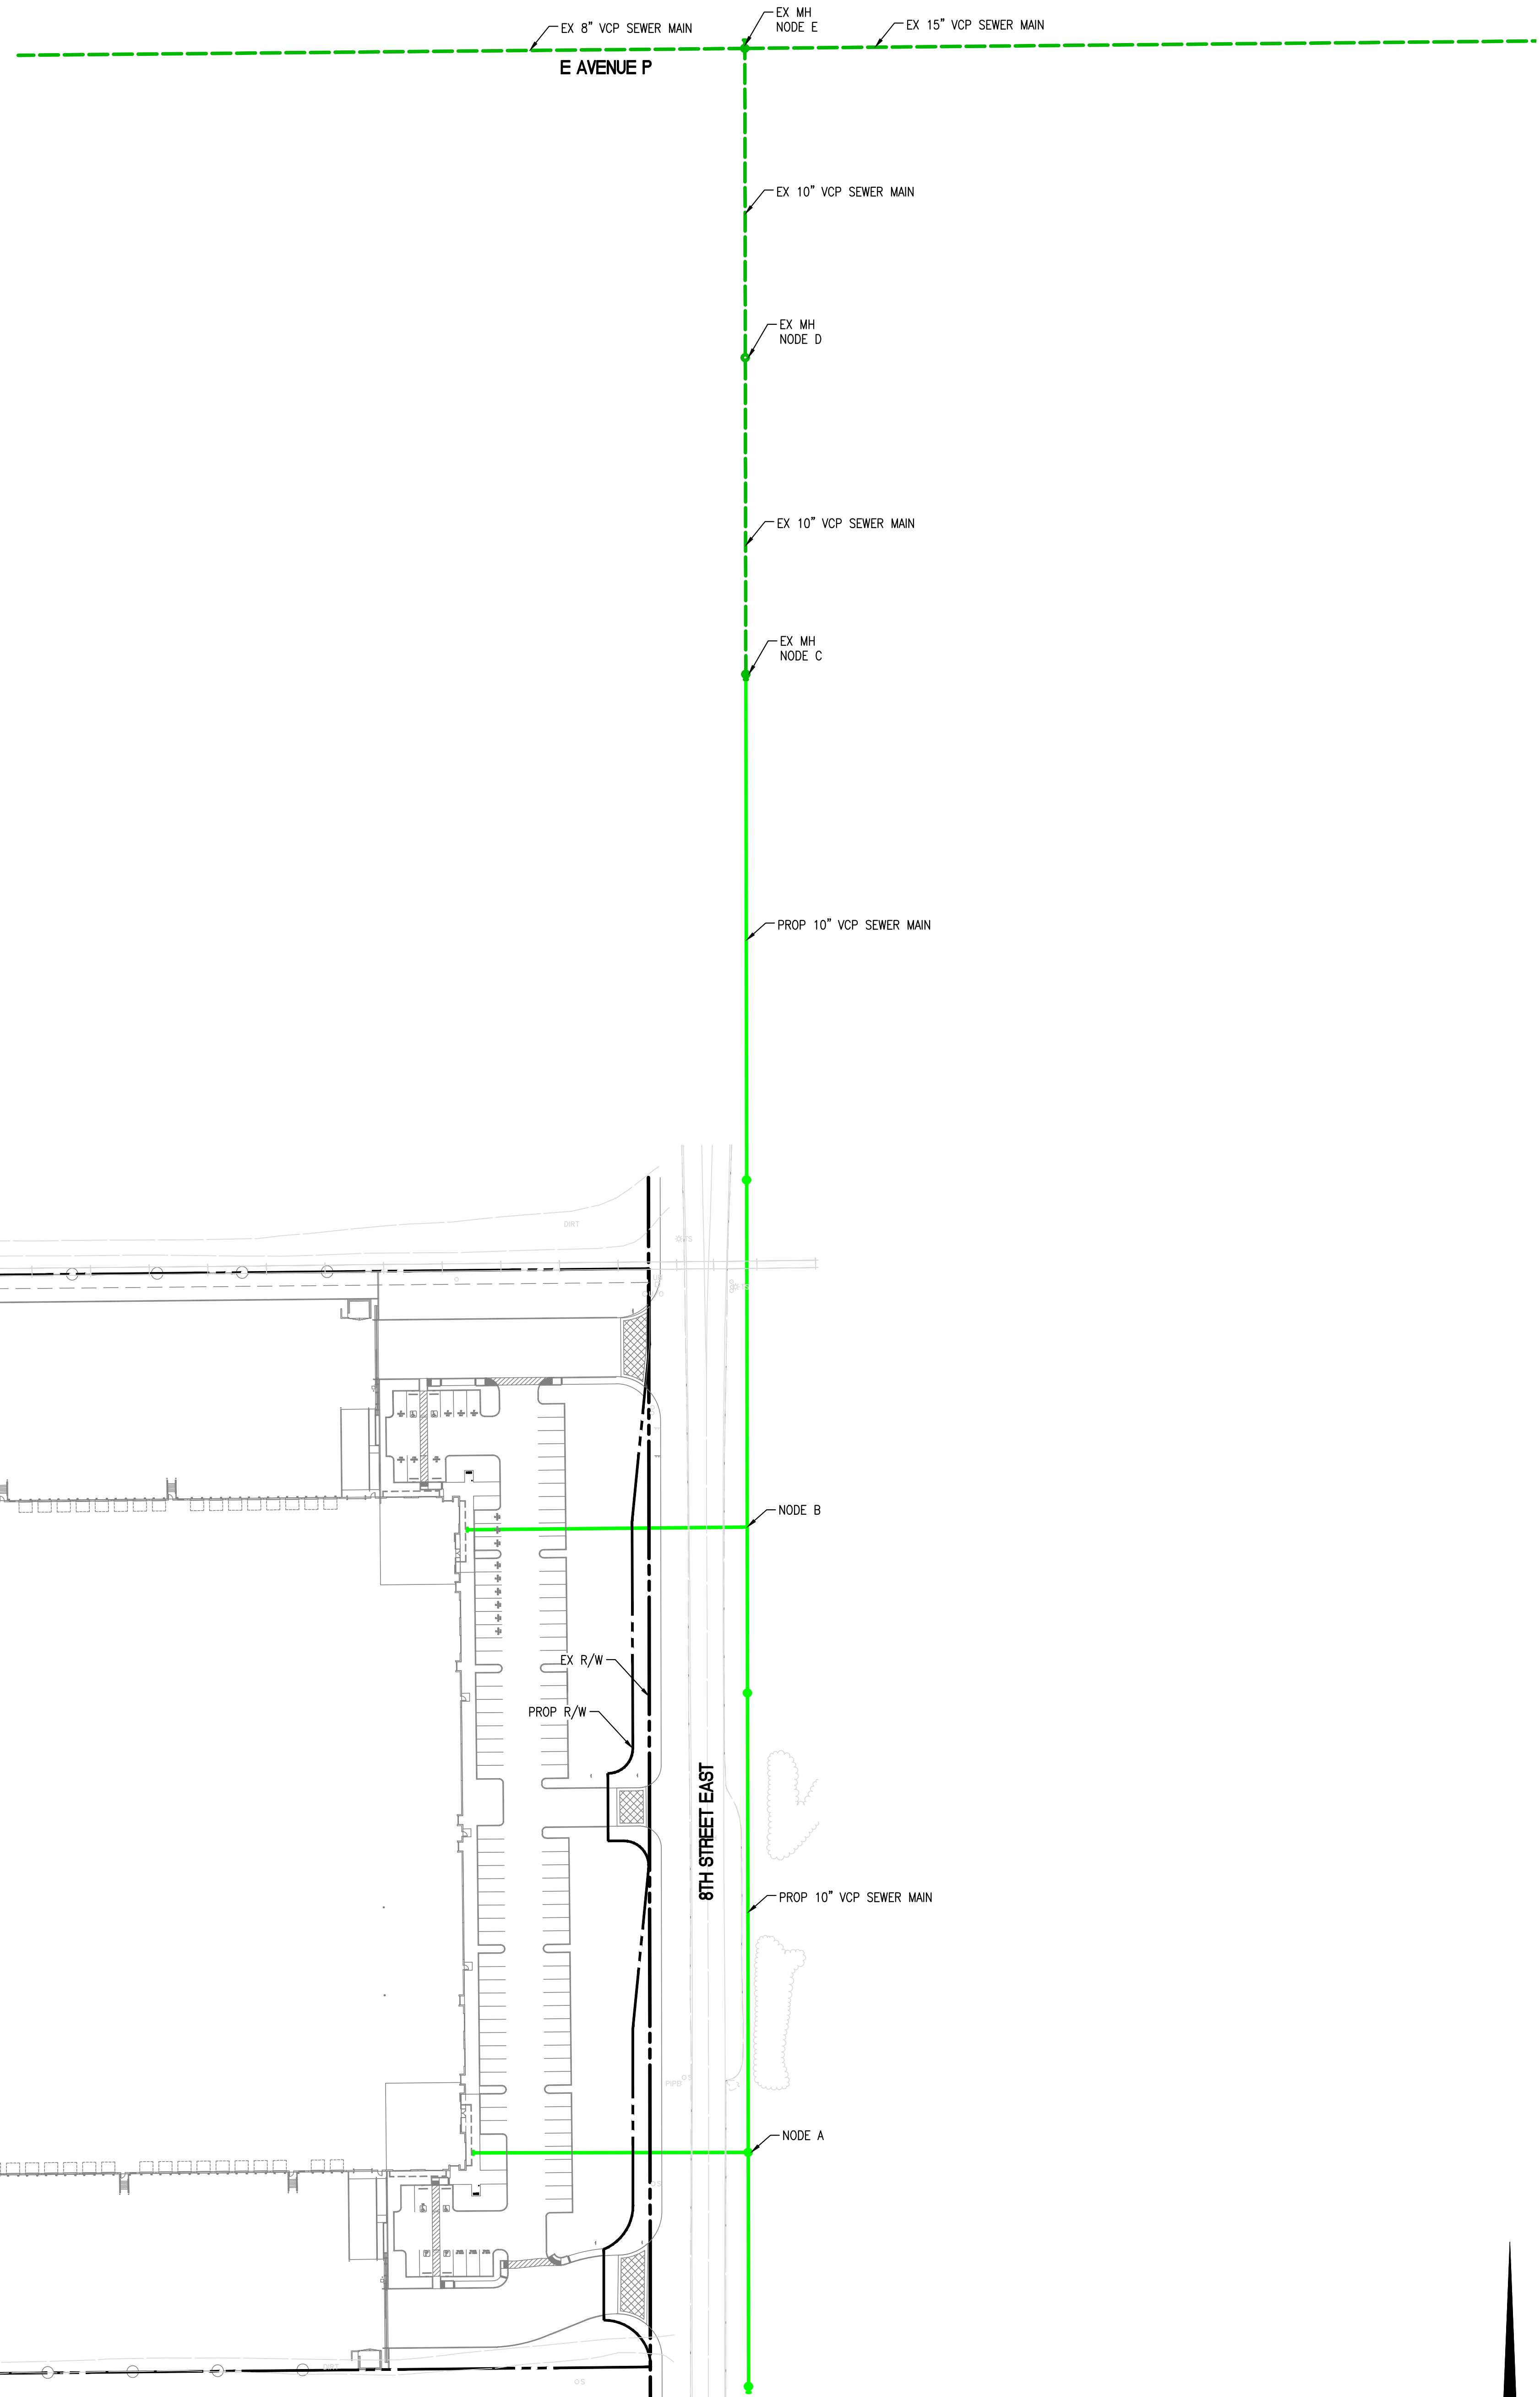 EX MH
NODE E
EX 8" VCP SEWER MAIN
EX 15" VCP SEWER MAIN
E AVENUE P
EX 10" VCP SEWER MAIN
EX MH
NODE D
EX 10" VCP SEWER MAIN
EX MH
NODE C
PROP 10" VCP SEWER MAIN
DIRT
NODE B
EX R/W
PROP R/W
8TH STREET EAST
PROP 10" VCP SEWER MAIN
NODE A
DIRT